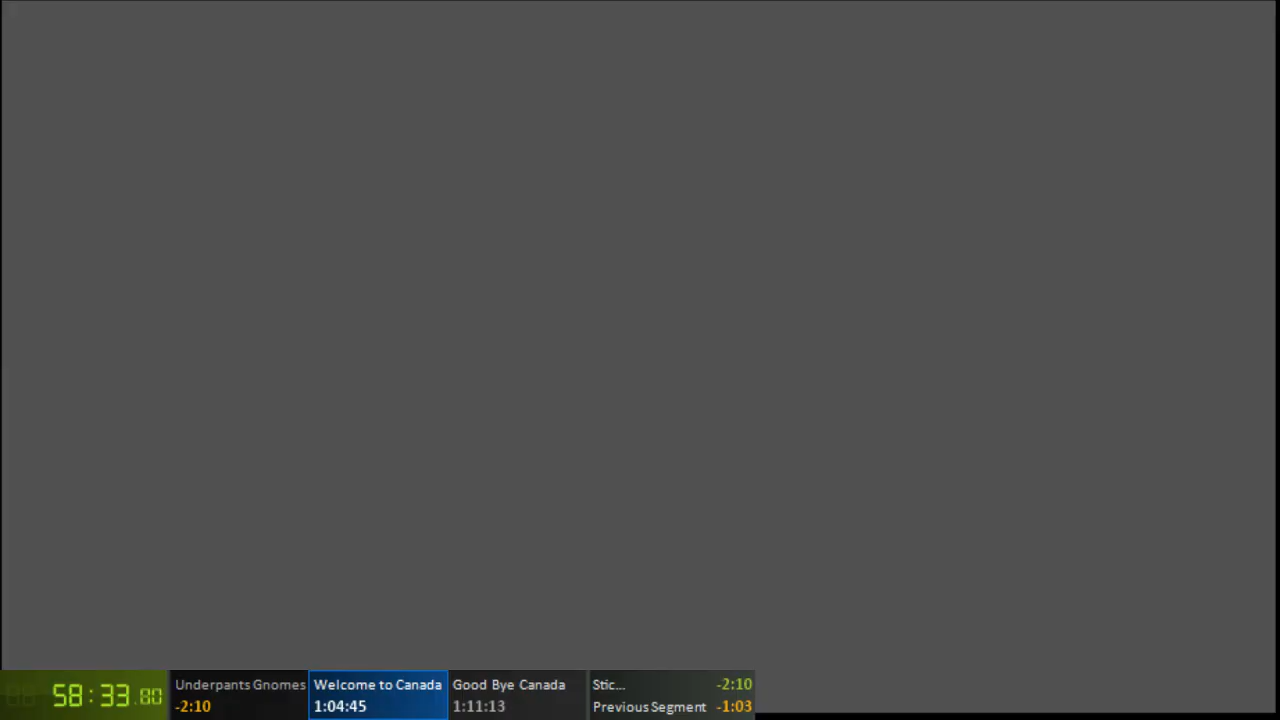 58:33.80
Underpants Gnomes
-2:10
Welcome to Canada
1:04:45
Good Bye Canada
1:11:13
Stic... -2:10
Previous Segment -1:03